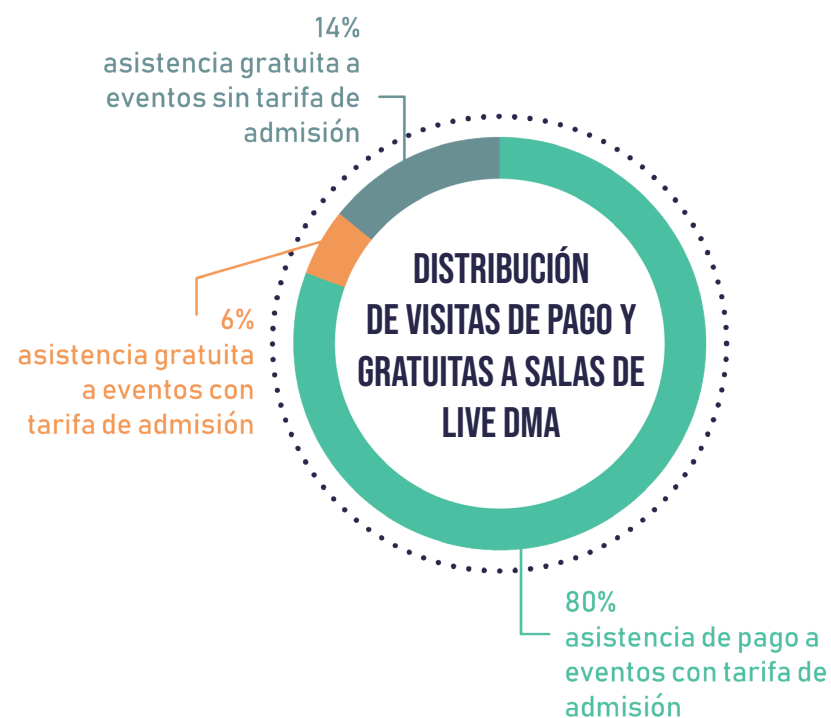 14%
asistencia gratuita a
eventos sin tarifa de
admisión
DISTRIBUCIÓN
DE VISITAS DE PAGO Y
GRATUITAS A SALAS DE
LIVE DMA
6%
asistencia gratuita
a eventos con
tarifa de admisión
80%
asistencia de pago a
eventos con tarifa de
admisión